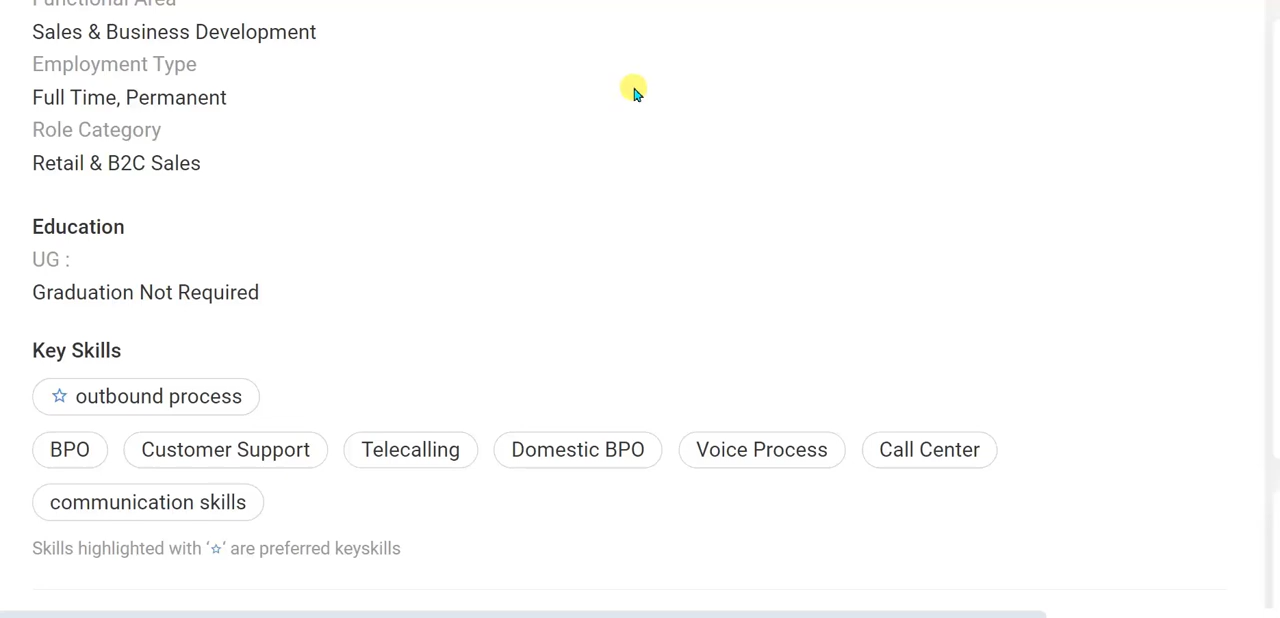 Functional Area
Sales & Business Development
Employment Type
Full Time, Permanent
Role Category
Retail & B2C Sales
Education
UG :
Graduation Not Required
Key Skills
☆ outbound process
BPO Customer Support Telecalling Domestic BPO Voice Process Call Center
communication skills
Skills highlighted with ‘☆‘ are preferred keyskills